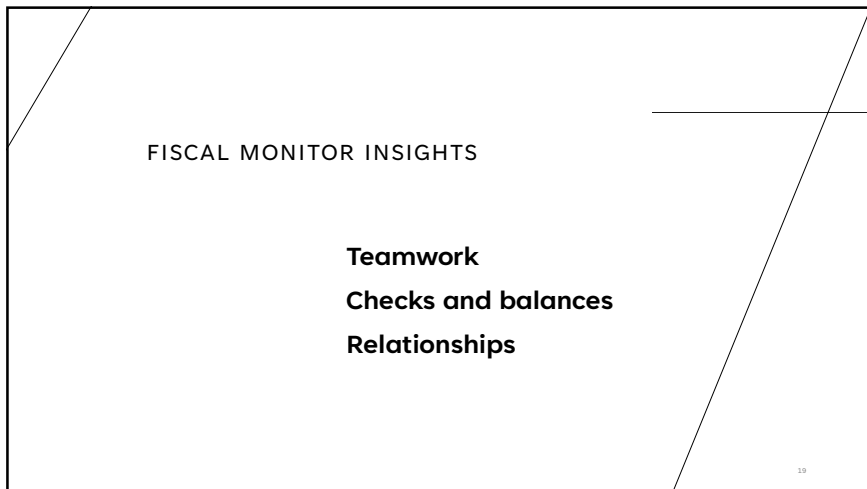 FISCAL MONITOR INSIGHTS
Teamwork
Checks and balances
Relationships
19